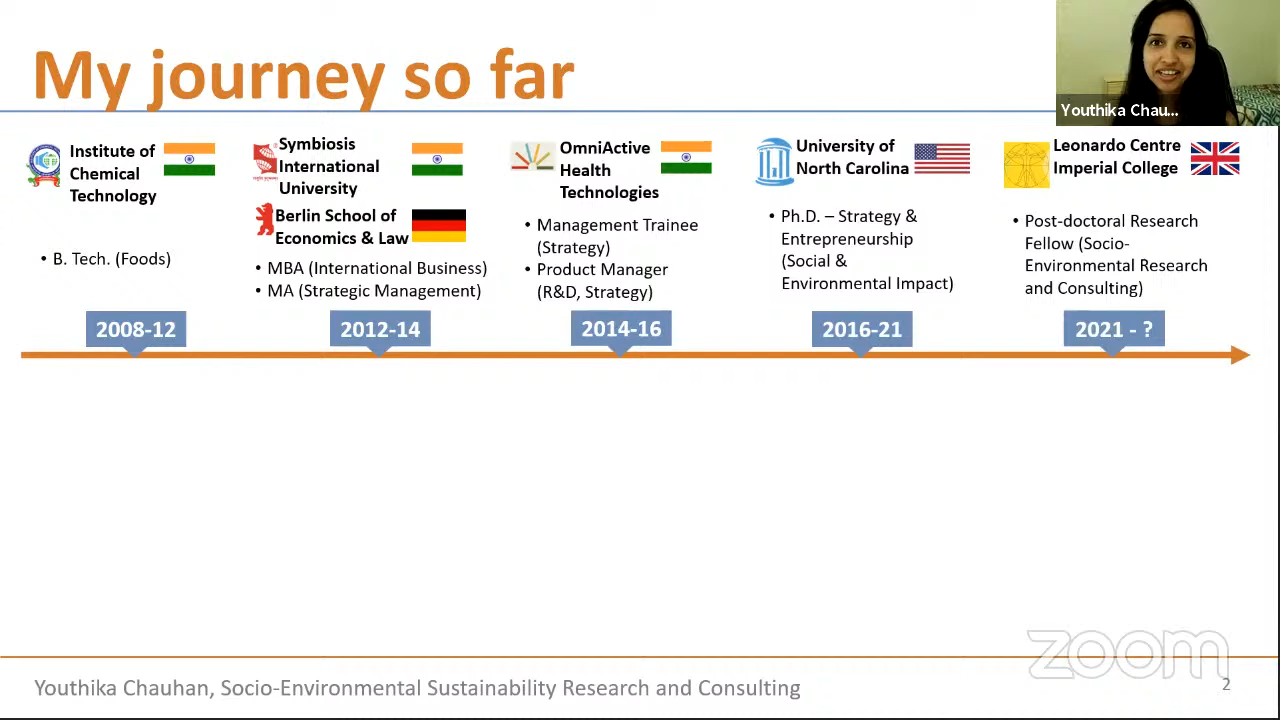 My journey so far
Youthika Chau...
Institute of
Chemical
Technology
• B. Tech. (Foods)
2008-12
Symbiosis
International
University
Berlin School of
Economics & Law
• MBA (International Business)
• MA (Strategic Management)
2012-14
OmniActive
Health
Technologies
• Management Trainee
(Strategy)
• Product Manager
(R&D, Strategy)
2014-16
University of
North Carolina
• Ph.D. – Strategy &
Entrepreneurship
(Social &
Environmental Impact)
2016-21
Leonardo Centre
Imperial College
• Post-doctoral Research
Fellow (Socio-
Environmental Research
and Consulting)
2021 - ?
zoom
Youthika Chauhan, Socio-Environmental Sustainability Research and Consulting
2